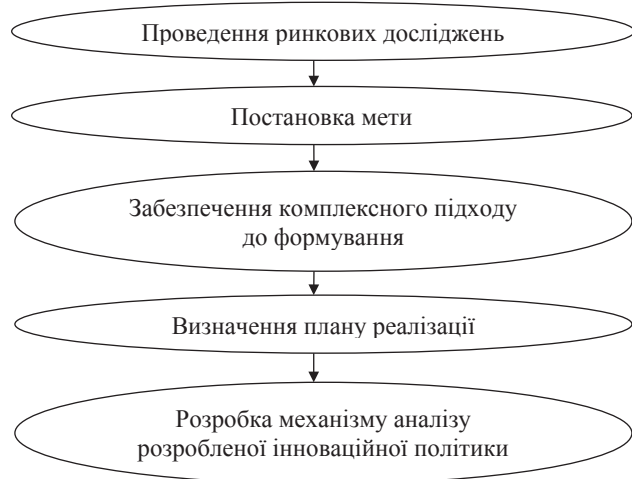 Проведення ринкових досліджень
Постановка мети
Забезпечення комплексного підходу
до формування
Визначення плану реалізації
Розробка механізму аналізу
розробленої інноваційної політики